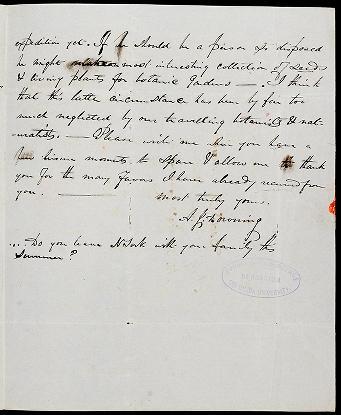 expedition yet. If he should be a person so disposed
he might make a most interesting collection of seeds
& living plants for botanic gardens —. I think
that this latter circumstance has been by far too
much neglected by our travelling botanists & nat-
uralists. — Please write me when you have a
few leisure moments to spare & allow me to thank
you for the many favors I have already received from
you. — most truly yours
A. J. Downing
... Do you leave N York with your family this
Summer?